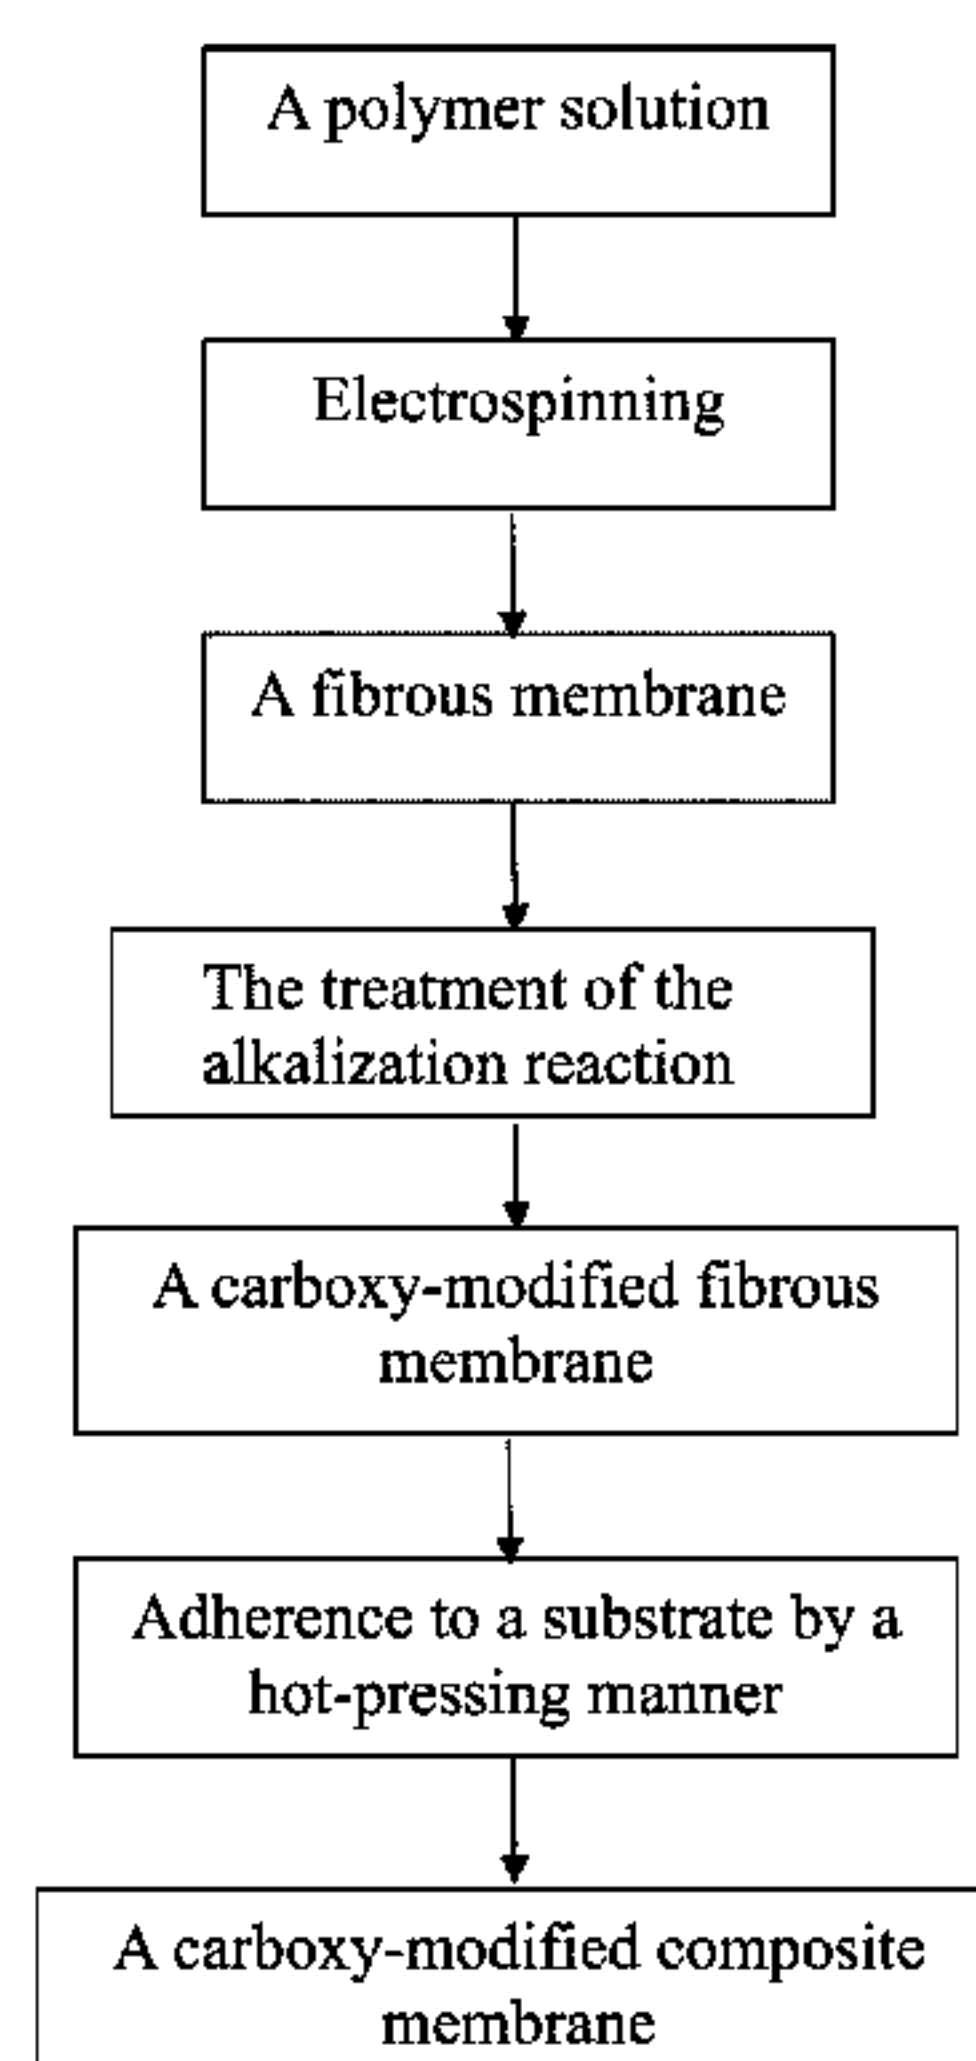 A polymer solution
Electrospinning
A fibrous membrane
The treatment of the
alkalization reaction
A carboxy-modified fibrous
membrane
Adherence to a substrate by a
hot-pressing manner
A carboxy-modified composite
membrane